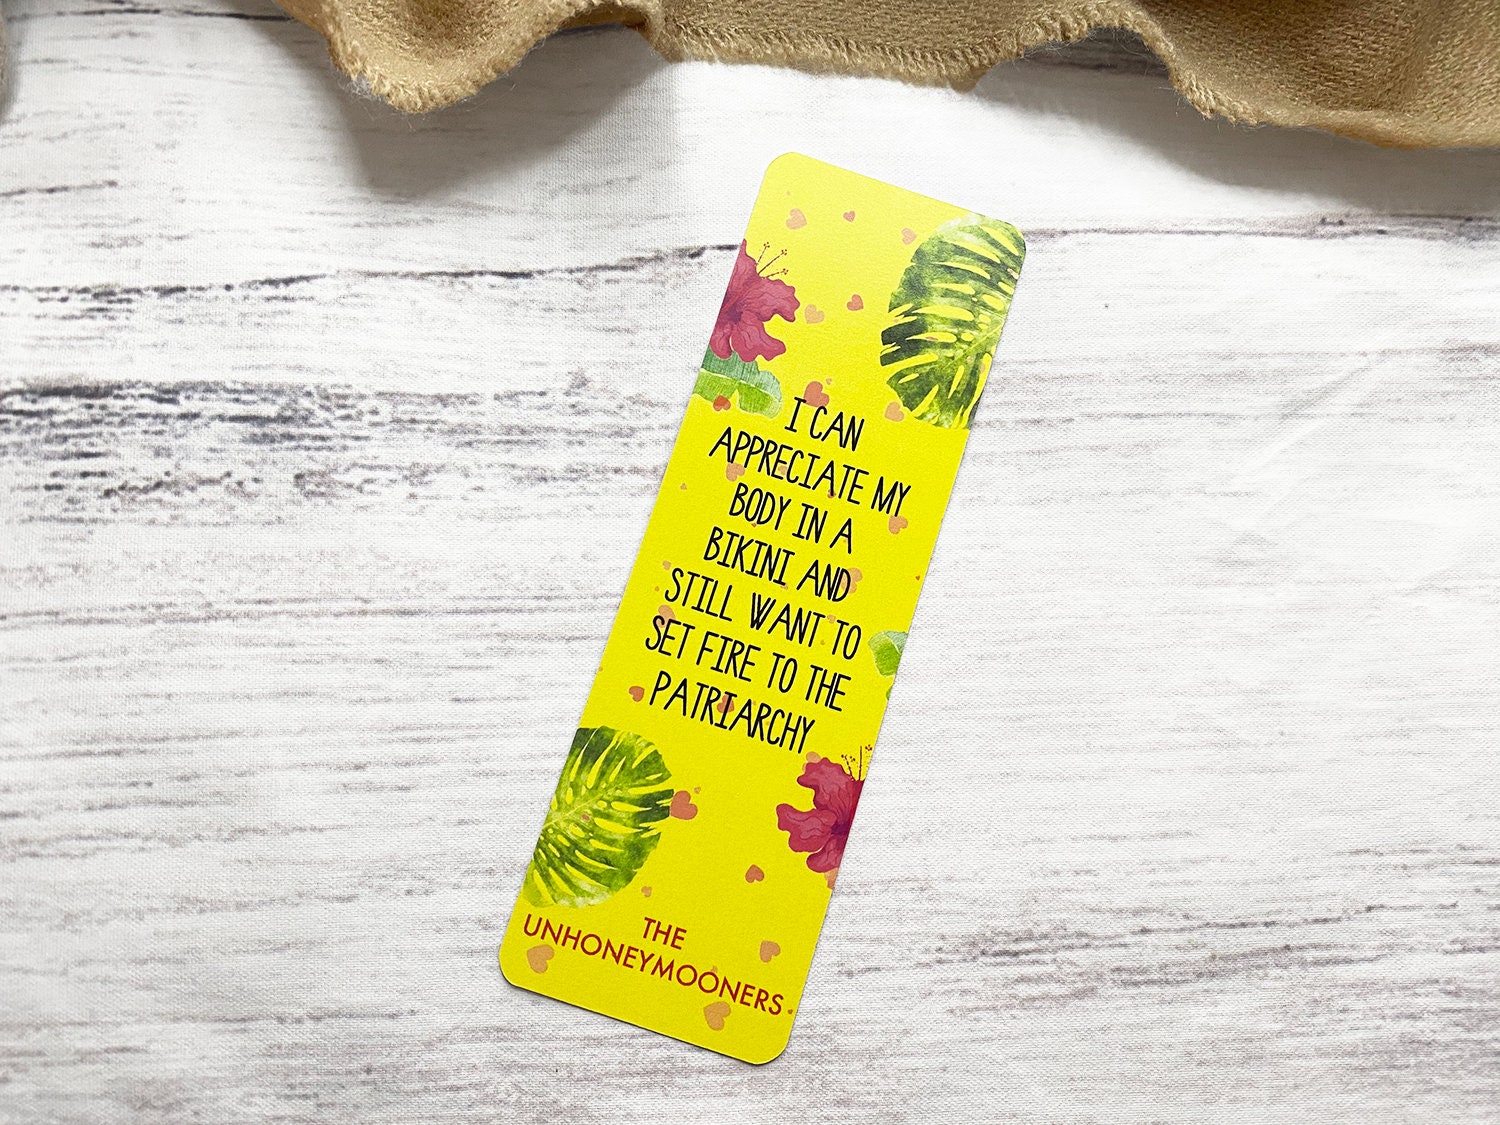 I CAN
APPRECIATE MY
BODY IN A
BIKINI AND
STILL WANT TO
SET FIRE TO THE
PATRIARCHY
THE
UNHONEYMOONERS